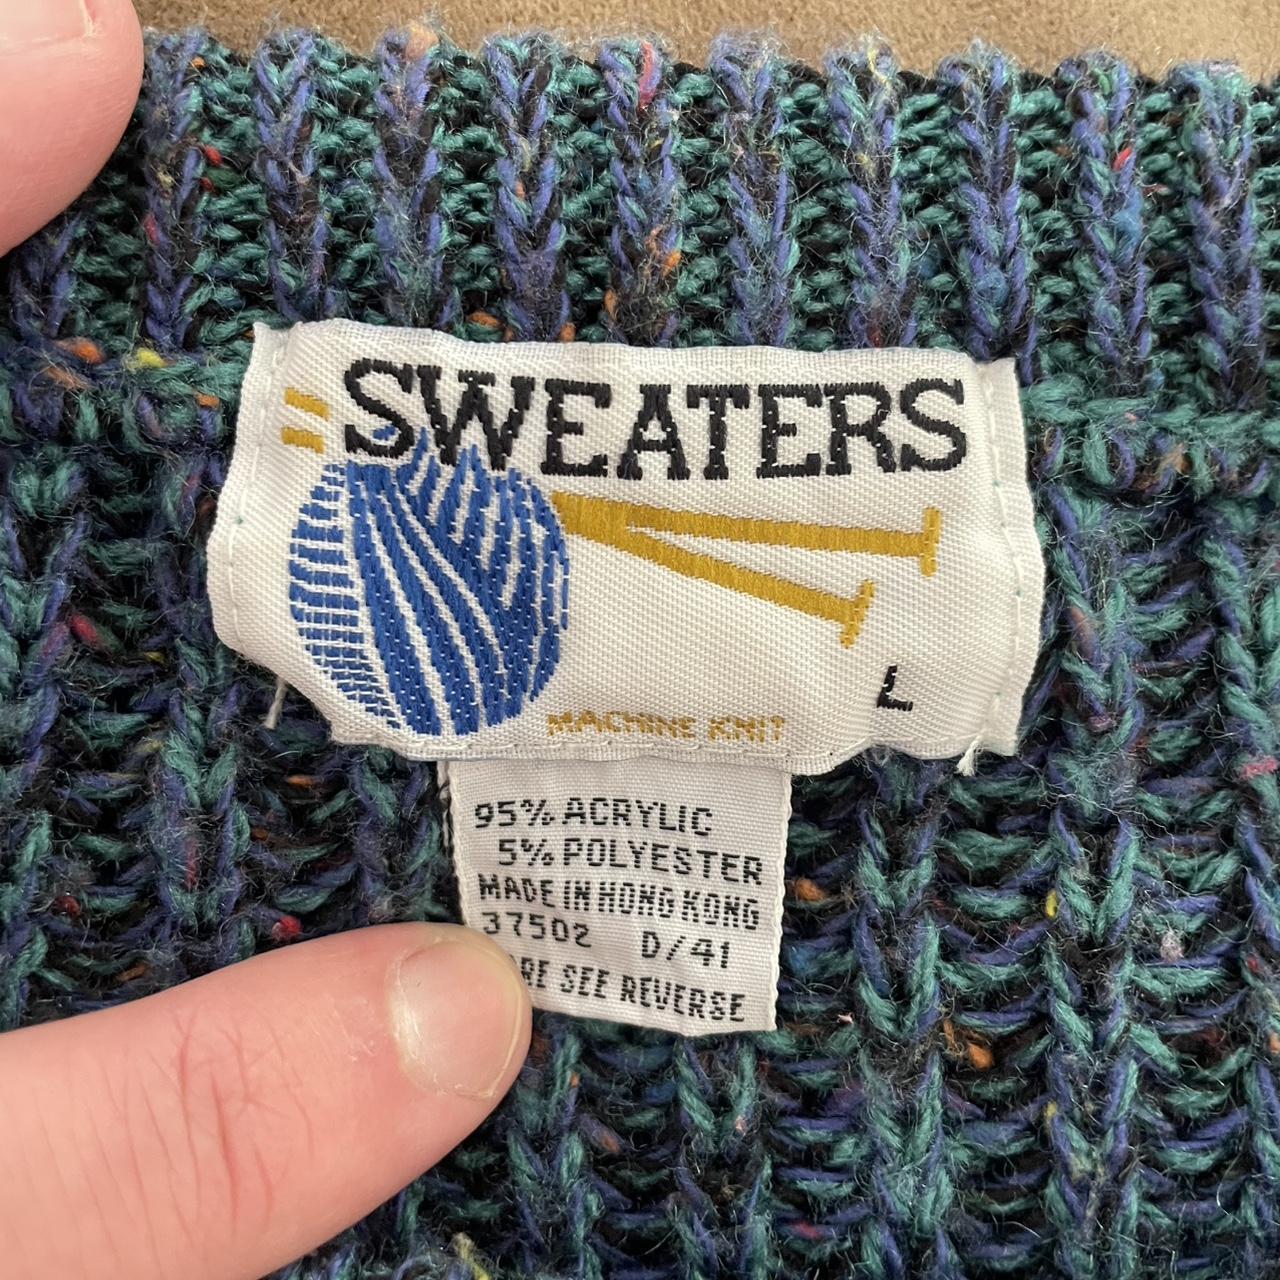 SWEATERS
L
MACHINE KNIT
95% ACRYLIC
5% POLYESTER
MADE IN HONG KONG
37502 D/41
SEE REVERSE